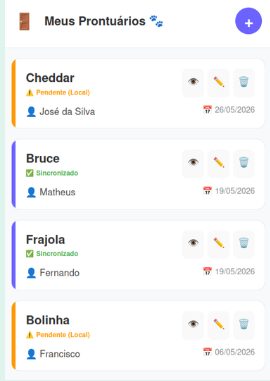 Meus Prontuários 🐾
+
Cheddar
⚠️ Pendente (Local)
👤 José da Silva
📅 26/05/2026
Bruce
✅ Sincronizado
👤 Matheus
📅 19/05/2026
Frajola
✅ Sincronizado
👤 Fernando
📅 19/05/2026
Bolinha
⚠️ Pendente (Local)
👤 Francisco
📅 06/05/2026